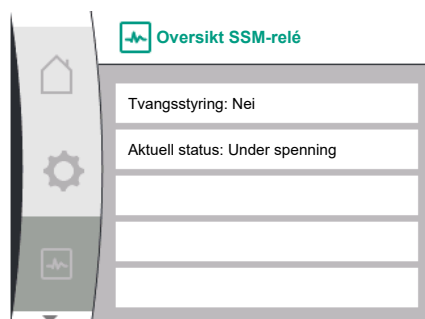 Oversikt SSM-relé
Tvangsstyring: Nei
Aktuell status: Under spenning